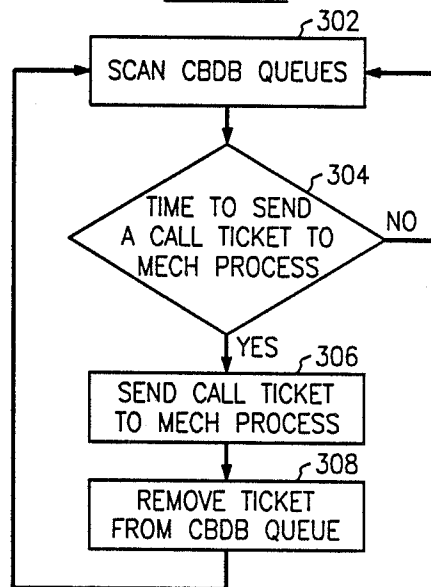 302
SCAN CBDB QUEUES
304
TIME TO SEND
A CALL TICKET TO
MECH PROCESS
NO
YES
306
SEND CALL TICKET
TO MECH PROCESS
308
REMOVE TICKET
FROM CBDB QUEUE